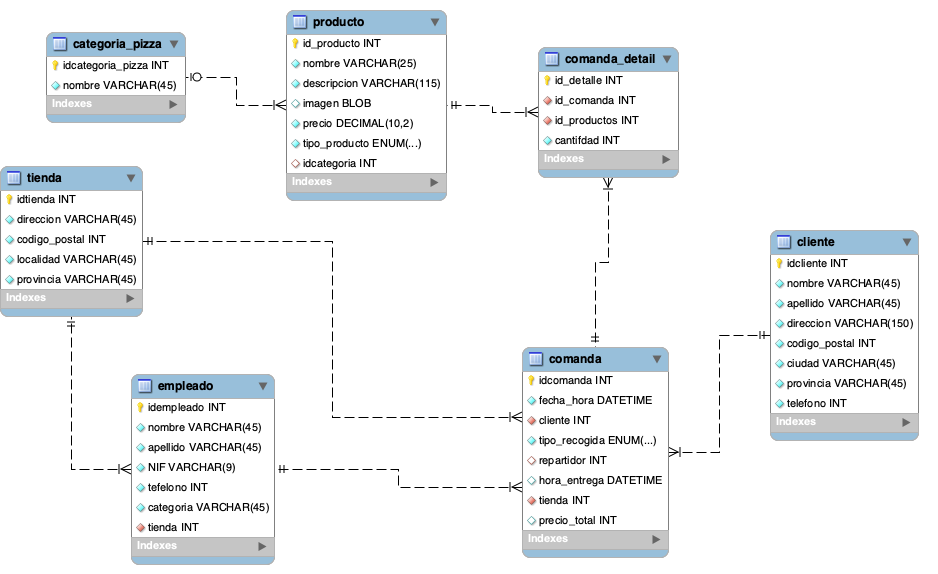 categoria_pizza
idcategoria_pizza INT
nombre VARCHAR(45)
Indexes
producto
id_producto INT
nombre VARCHAR(25)
descripcion VARCHAR(115)
imagen BLOB
precio DECIMAL(10,2)
tipo_producto ENUM(...)
idcategoria INT
Indexes
comanda_detail
id_detalle INT
id_comanda INT
id_productos INT
cantifdad INT
Indexes
tienda
idtienda INT
direccion VARCHAR(45)
codigo_postal INT
localidad VARCHAR(45)
provincia VARCHAR(45)
Indexes
cliente
idcliente INT
nombre VARCHAR(45)
apellido VARCHAR(45)
direccion VARCHAR(150)
codigo_postal INT
ciudad VARCHAR(45)
provincia VARCHAR(45)
telefono INT
Indexes
empleado
idempleado INT
nombre VARCHAR(45)
apellido VARCHAR(45)
NIF VARCHAR(9)
tefelono INT
categoria VARCHAR(45)
tienda INT
Indexes
comanda
idcomanda INT
fecha_hora DATETIME
cliente INT
tipo_recogida ENUM(...)
repartidor INT
hora_entrega DATETIME
tienda INT
precio_total INT
Indexes